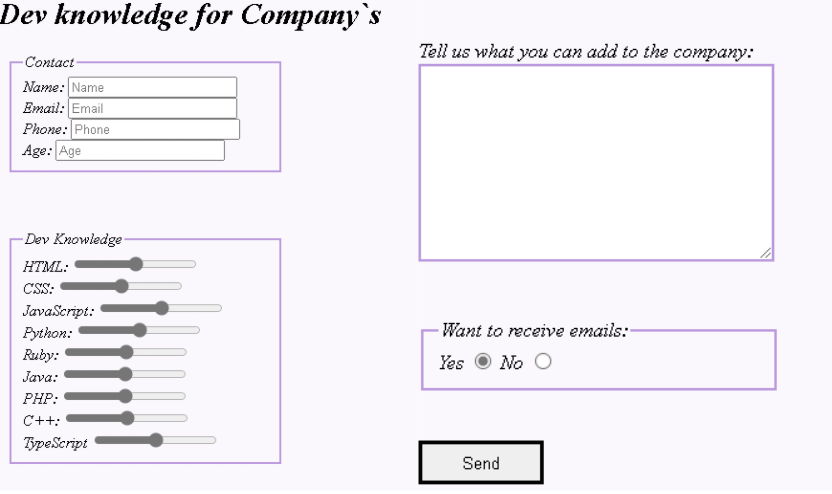 Dev knowledge for Company`s
Contact
Name: Name
Email: Email
Phone: Phone
Age: Age
Dev Knowledge
HTML:
CSS:
JavaScript:
Python:
Ruby:
Java:
PHP:
C++:
TypeScript
Tell us what you can add to the company:
Want to receive emails:
Yes No
Send